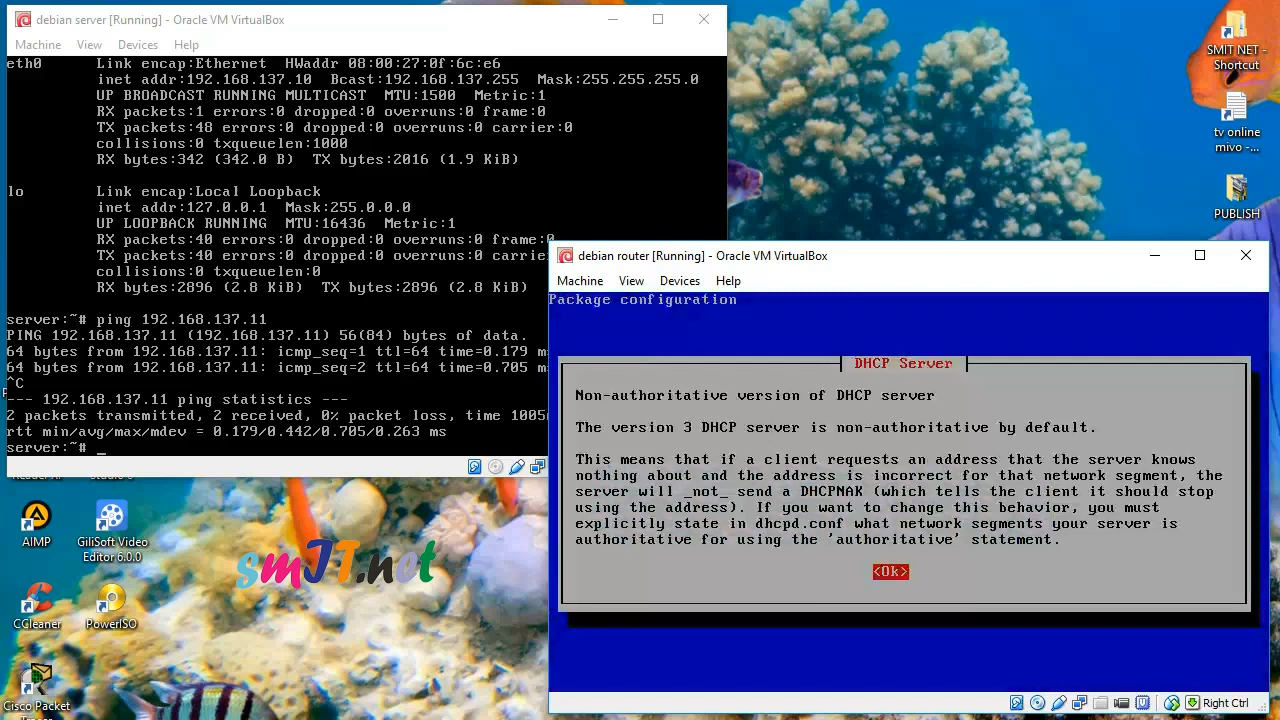 debian server [Running] - Oracle VM VirtualBox
Machine View Devices Help
eth0 Link encap:Ethernet HWaddr 08:00:27:0f:6c:e6
inet addr:192.168.137.10 Bcast:192.168.137.255 Mask:255.255.255.0
UP BROADCAST RUNNING MULTICAST MTU:1500 Metric:1
RX packets:1 errors:0 dropped:0 overruns:0 frame:0
TX packets:48 errors:0 dropped:0 overruns:0 carrier:0
collisions:0 txqueuelen:1000
RX bytes:342 (342.0 B) TX bytes:2016 (1.9 KiB)
lo Link encap:Local Loopback
inet addr:127.0.0.1 Mask:255.0.0.0
UP LOOPBACK RUNNING MTU:16436 Metric:1
RX packets:40 errors:0 dropped:0 overruns:0 frame:0
TX packets:40 errors:0 dropped:0 overruns:0 carrie
collisions:0 txqueuelen:0
RX bytes:2896 (2.8 KiB) TX bytes:2896 (2.8 KiB)
server:~# ping 192.168.137.11
PING 192.168.137.11 (192.168.137.11) 56(84) bytes of data.
64 bytes from 192.168.137.11: icmp_seq=1 ttl=64 time=0.179 m
64 bytes from 192.168.137.11: icmp_seq=2 ttl=64 time=0.705 m
^C
--- 192.168.137.11 ping statistics ---
2 packets transmitted, 2 received, 0% packet loss, time 1005
rtt min/avg/max/mdev = 0.179/0.442/0.705/0.263 ms
server:~# _
debian router [Running] - Oracle VM VirtualBox
Machine View Devices Help
Package configuration
DHCP Server
Non-authoritative version of DHCP server
The version 3 DHCP server is non-authoritative by default.
This means that if a client requests an address that the server knows
nothing about and the address is incorrect for that network segment, the
server will _not_ send a DHCPNAK (which tells the client it should stop
using the address). If you want to change this behavior, you must
explicitly state in dhcpd.conf what network segments your server is
authoritative for using the 'authoritative' statement.
<Ok>
Right Ctrl
SMIT NET -
Shortcut
tv online
mivo -...
PUBLISH
AIMP
GiliSoft Video
Editor 6.0.0
CCleaner
PowerISO
Cisco Packet
smIT.net